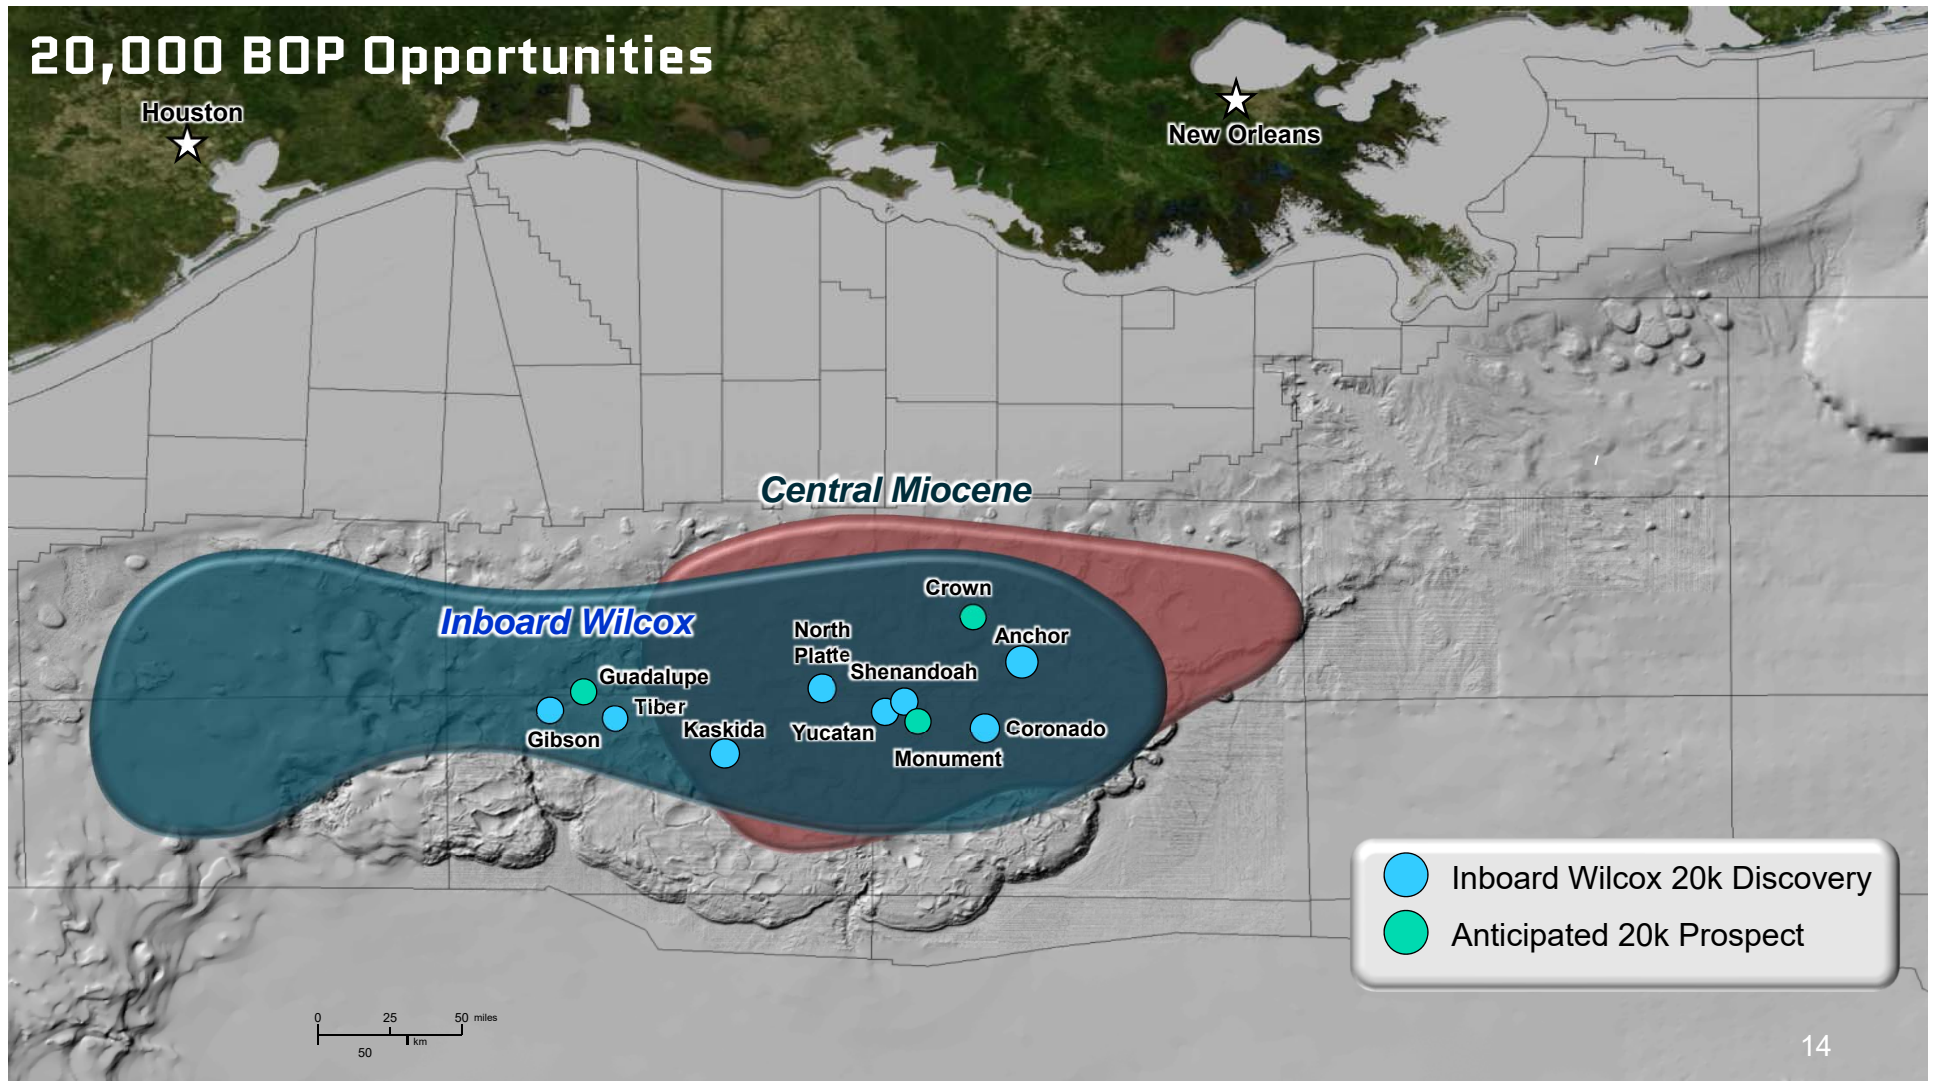 20,000 BOP Opportunities
Houston
New Orleans
Central Miocene
Inboard Wilcox
Crown
North
Platte
Anchor
Shenandoah
Guadalupe
Tiber
Gibson
Kaskida
Yucatan
Coronado
Monument
Inboard Wilcox 20k Discovery
Anticipated 20k Prospect
0 25 50 miles
50 km
14